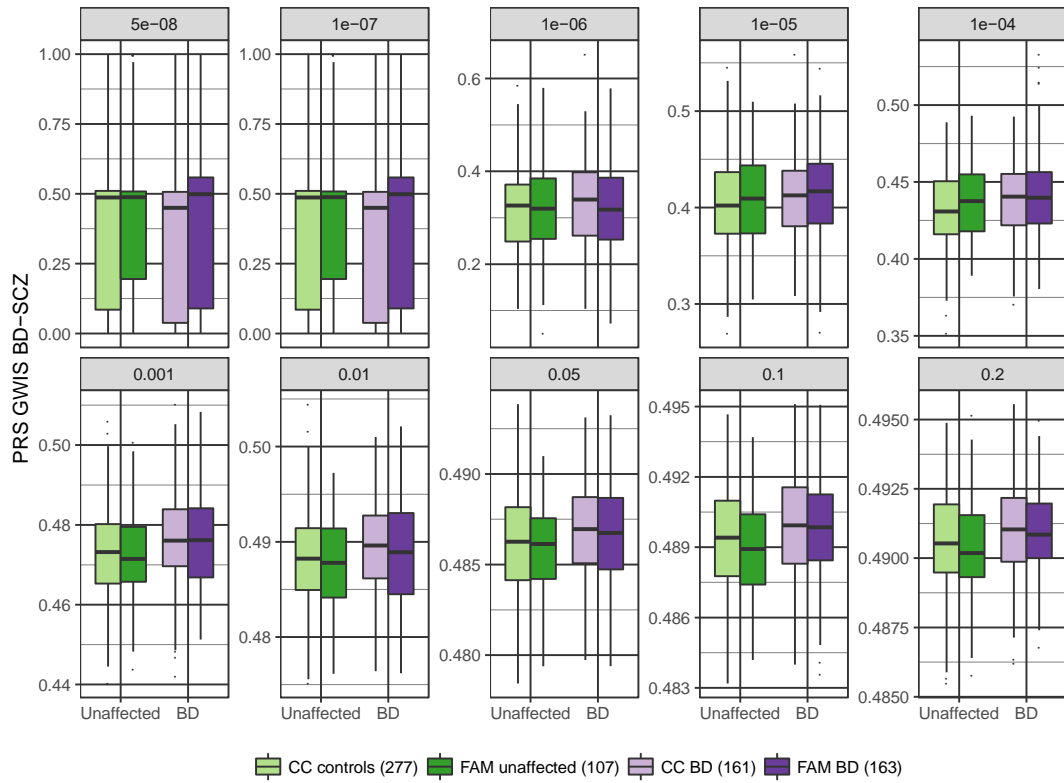 5e−08 1e−07 1e−06 1e−05 1e−04
1.00 0.75 0.50 0.25 0.00
1.00 0.75 0.50 0.25 0.00
0.6 0.4 0.2
0.5 0.4 0.3
0.50 0.45 0.40 0.35
PRS GWIS BD−SCZ
0.001 0.01 0.05 0.1 0.2
0.50 0.48 0.46 0.44
0.50 0.49 0.48
0.490 0.485 0.480
0.495 0.492 0.489 0.486 0.483
0.4950 0.4925 0.4900 0.4875 0.4850
Unaffected BD Unaffected BD Unaffected BD Unaffected BD Unaffected BD
CC controls (277) FAM unaffected (107) CC BD (161) FAM BD (163)